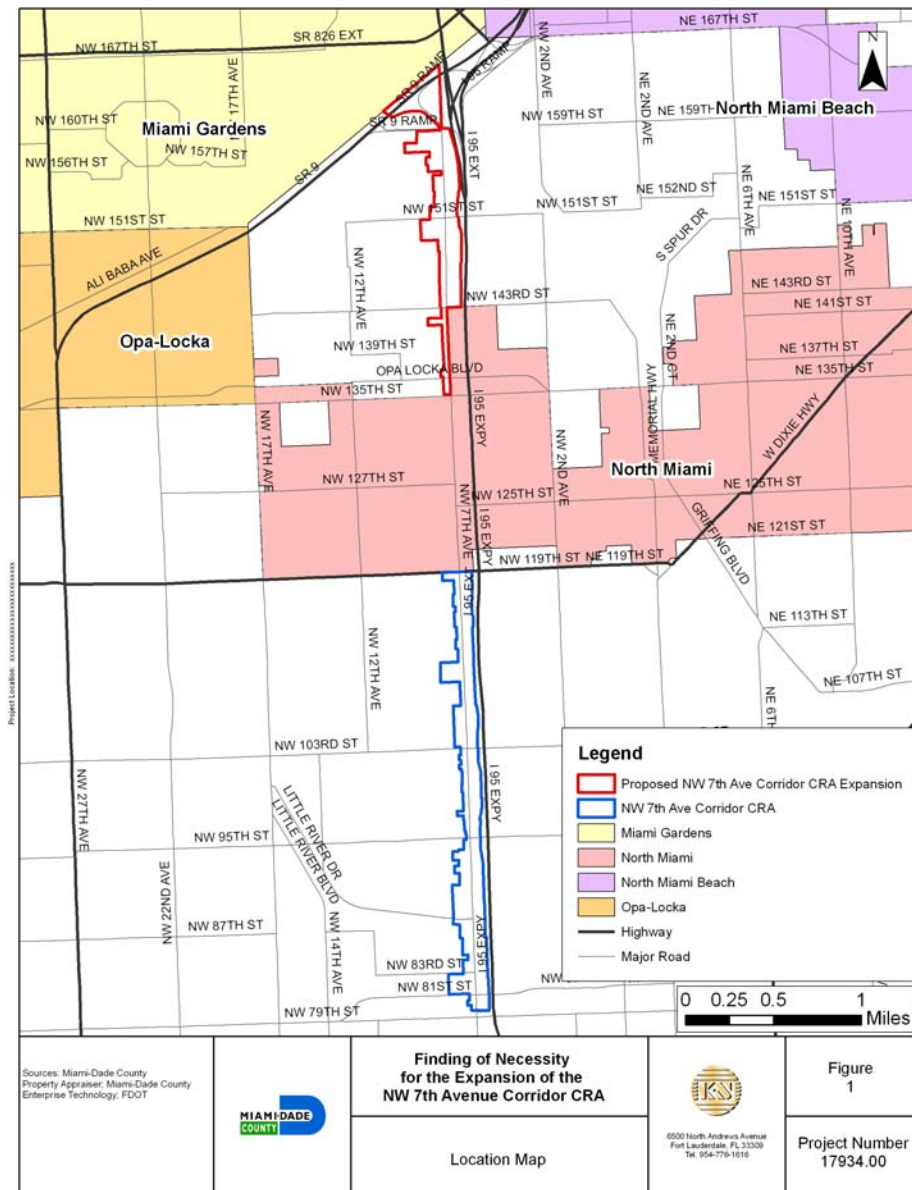 NE 167TH ST
NW 167TH ST
SR 826 EXT
NW 17TH AVE
SR 9 RAMP
I 95 RAMP
NW 2ND AVE
NE 2ND AVE
N
NW 160TH ST
Miami Gardens
SR 9 RAMP
NW 159TH ST
NE 159TH ST
North Miami Beach
NW 156TH ST
NW 157TH ST
SR 9
I 95 EXT
NE 152ND ST
NE 6TH AVE
NE 151ST ST
NE 10TH AVE
NW 151ST ST
NW 151ST ST
NW 151ST ST
S SPUR DR
ALI BABA AVE
NW 12TH AVE
NW 143RD ST
NE 143RD ST
NE 141ST ST
Opa-Locka
NW 139TH ST
NE 2ND CT
NE 137TH ST
OPA LOCKA BLVD
NE 135TH ST
NW 135TH ST
I 95 EXPY
MEMORIAL HWY
W DIXIE HWY
NW 17TH AVE
NW 2ND AVE
North Miami
NW 127TH ST
NW 7TH AVE
NW 125TH ST
NE 125TH ST
I 95 EXPY
GRIFFING BLVD
NE 121ST ST
NW 119TH ST
NE 119TH ST
I 95 EXPY
NE 113TH ST
NW 12TH AVE
NE 107TH ST
NE 6TH
NW 103RD ST
NW 27TH AVE
I 95 EXPY
LITTLE RIVER DR
LITTLE RIVER BLVD
NW 95TH ST
NW 22ND AVE
NW 87TH ST
NW 14TH AVE
I 95 EXPY
NW 83RD ST
NW 81ST ST
NW 79TH ST
Project Location: xxxxxxxxxxxxxxxxxxxxxxxx
Legend
Proposed NW 7th Ave Corridor CRA Expansion
NW 7th Ave Corridor CRA
Miami Gardens
North Miami
North Miami Beach
Opa-Locka
Highway
Major Road
0 0.25 0.5 1
Miles
Sources: Miami-Dade County
Property Appraiser; Miami-Dade County
Enterprise Technology; FDOT
MIAMI-DADE
COUNTY
Finding of Necessity
for the Expansion of the
NW 7th Avenue Corridor CRA
Location Map
KS
6500 North Andrews Avenue
Fort Lauderdale, FL 33309
Tel. 954-776-1616
Figure
1
Project Number
17934.00